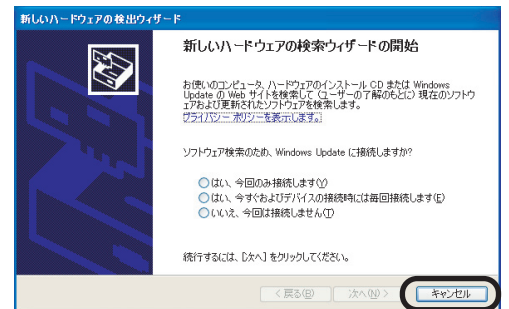 新しいハードウェアの検出ウィザード
新しいハードウェアの検索ウィザードの開始
お使いのコンピュータ、ハードウェアのインストール CD または Windows
Update の Web サイトを検索して (ユーザーの了解のもとに) 現在のソフトウ
ェアおよび更新されたソフトウェアを検索します。
プライバシー ポリシーを表示します。
ソフトウェア検索のため、Windows Update に接続しますか?
はい、今回のみ接続します(Y)
はい、今すぐおよびデバイスの接続時には毎回接続します(E)
いいえ、今回は接続しません(T)
続行するには、[次へ] をクリックしてください。
< 戻る(B) 次へ(N) > キャンセル